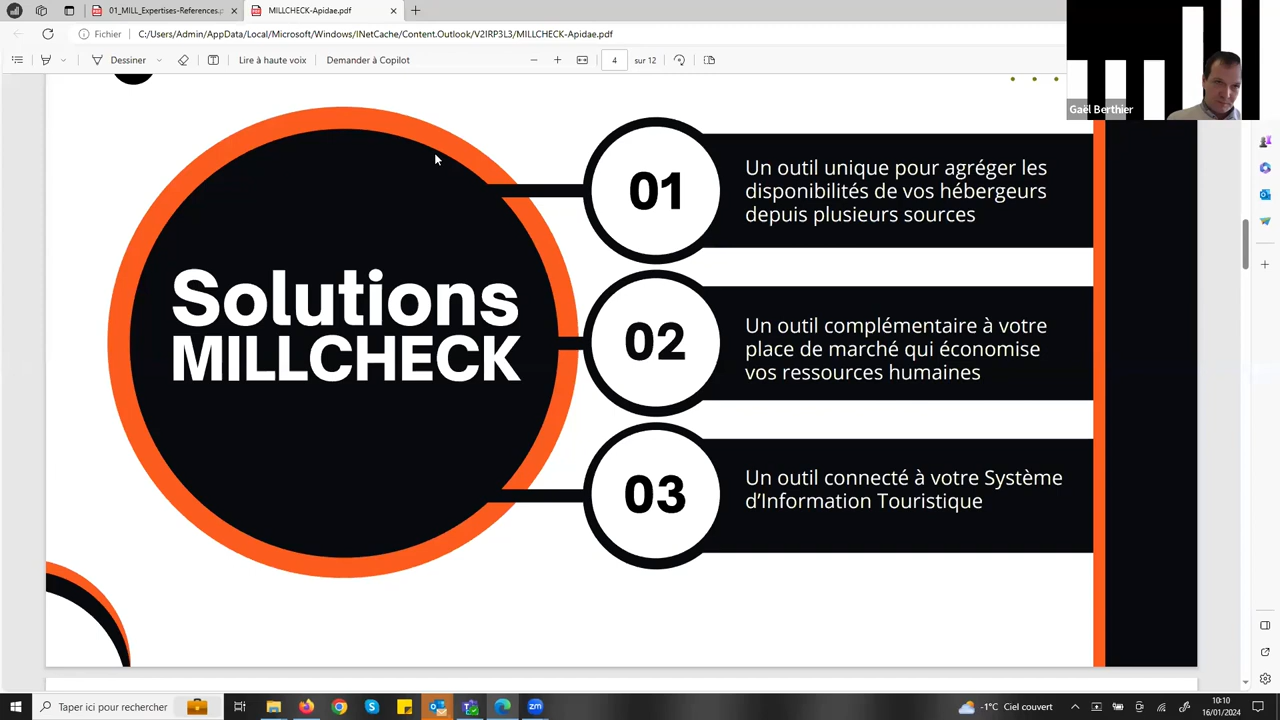 01_MILL_Expertises-References.p
MILLCHECK-Apidae.pdf
Fichier
C:/Users/Admin/AppData/Local/Microsoft/Windows/INetCache/Content.Outlook/V2IRP3L3/MILLCHECK-Apidae.pdf
Dessiner
Lire à haute voix
Demander à Copilot
4
sur 12
Gaël Berthier
Solutions
MILLCHECK
01
Un outil unique pour agréger les
disponibilités de vos hébergeurs
depuis plusieurs sources
02
Un outil complémentaire à votre
place de marché qui économise
vos ressources humaines
03
Un outil connecté à votre Système
d’Information Touristique
Taper ici pour rechercher
-1°C Ciel couvert
10:10
16/01/2024